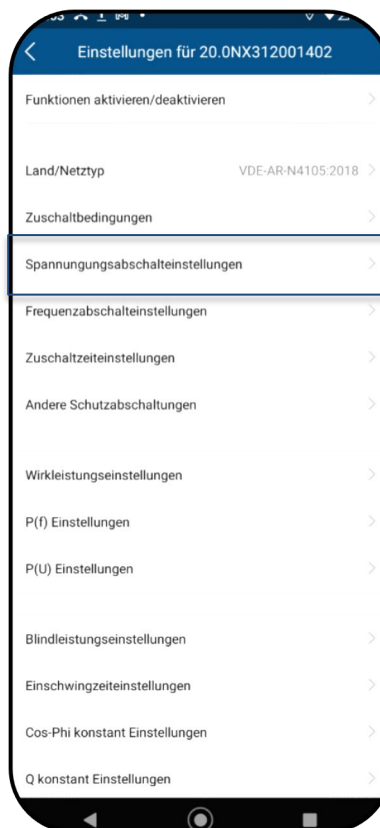 Einstellungen für 20.0NX312001402
Funktionen aktivieren/deaktivieren
Land/Netztyp VDE-AR-N4105:2018
Zuschaltbedingungen
Spannungungsabschalteinstellungen
Frequenzabschalteinstellungen
Zuschaltzeiteinstellungen
Andere Schutzabschaltungen
Wirkleistungseinstellungen
P(f) Einstellungen
P(U) Einstellungen
Blindleistungseinstellungen
Einschwingzeiteinstellungen
Cos-Phi konstant Einstellungen
Q konstant Einstellungen